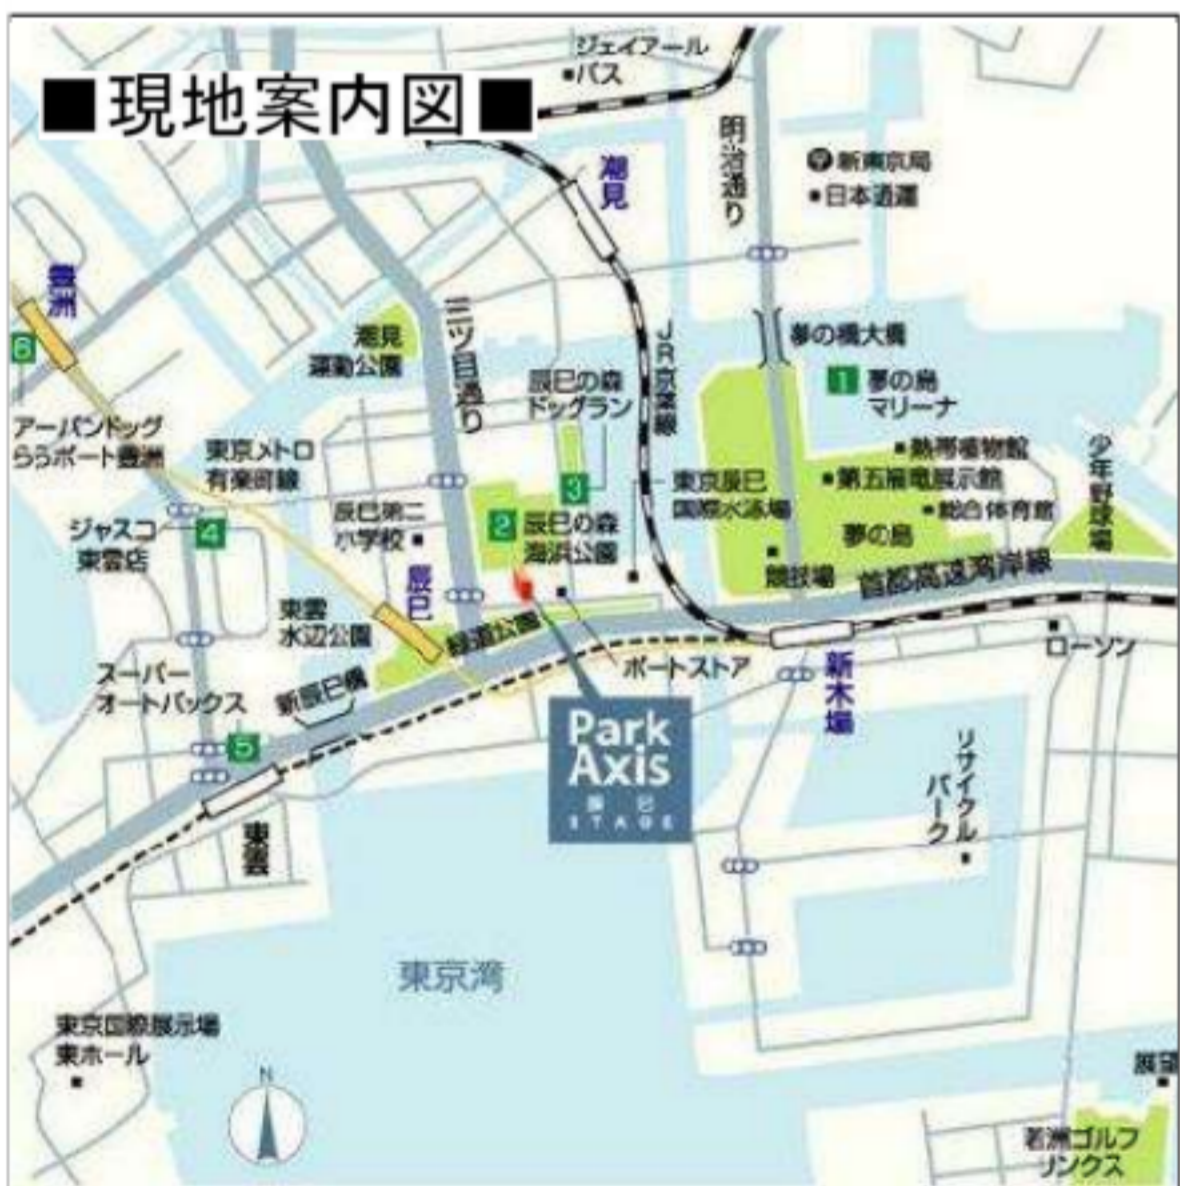 ジェイアール
バス
■現地案内図■
潮見
明治通り
新東京局
日本通運
豊洲
6
潮見
運動公園
三ツ目通り
JR京葉線
夢の橋大橋
1
夢の島
マリーナ
辰巳の森
ドッグラン
アーバンドッグ
ららポート豊洲
東京メトロ
有楽町線
熱帯植物館
第五福竜展示館
総合体育館
少年野球場
3
東京辰巳
国際水泳場
ジャスコ
東雲店
4
辰巳第二
小学校
2
辰巳の森
海浜公園
夢の島
競技場
首都高速湾岸線
辰巳
東雲
水辺公園
緑道公園
ローソン
スーパー
オートバックス
新辰巳橋
ポートストア
新木場
5
Park
Axis
辰巳
STAGE
リサイクル
パーク
東雲
東京湾
東京国際展示場
東ホール
N
展望
若洲ゴルフ
リンクス